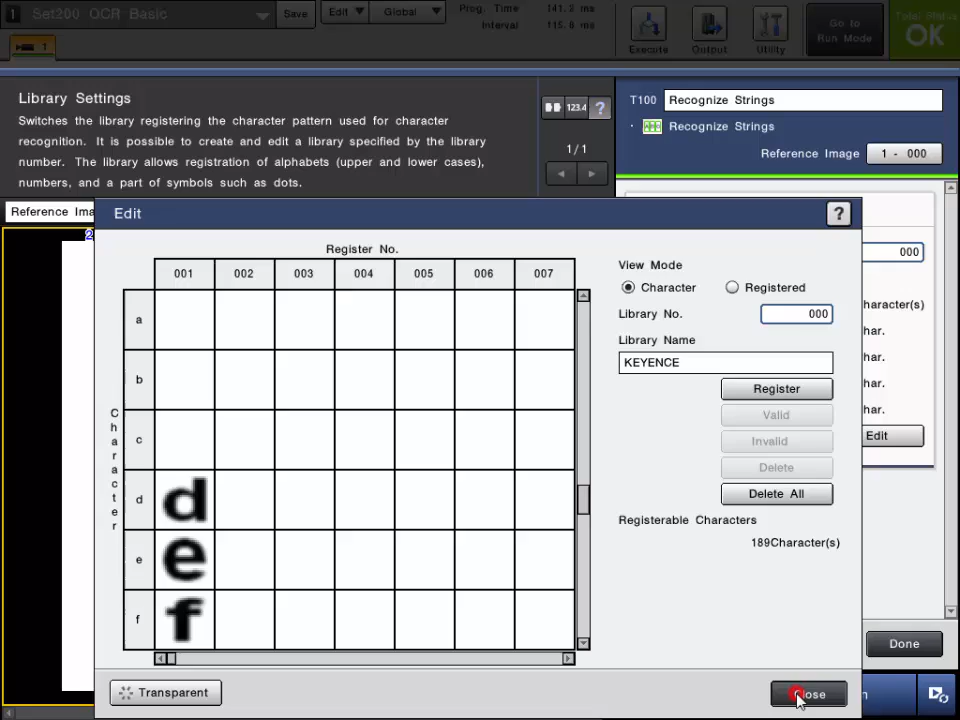 1 Set200 OCR Basic Save Edit Global Prog. Time 141.2 ms
Interval 115.0 ms
Execute Output Utility Go to Run Mode Total Status OK
1
Library Settings
Switches the library registering the character pattern used for character
recognition. It is possible to create and edit a library specified by the library
number. The library allows registration of alphabets (upper and lower cases),
numbers, and a part of symbols such as dots.
123.4 ?
1/1
T100 Recognize Strings
Recognize Strings
Reference Image 1 - 000
Reference Ima
2
Edit ?
Register No.
001 002 003 004 005 006 007
Character
a
b
c
d d
e e
f f
View Mode
Character Registered
Library No. 000
Library Name
KEYENCE
Register
Valid
Invalid
Delete
Delete All
Registerable Characters
189Character(s)
Transparent
Close
000
haracter(s)
har.
har.
har.
har.
Edit
Done
n